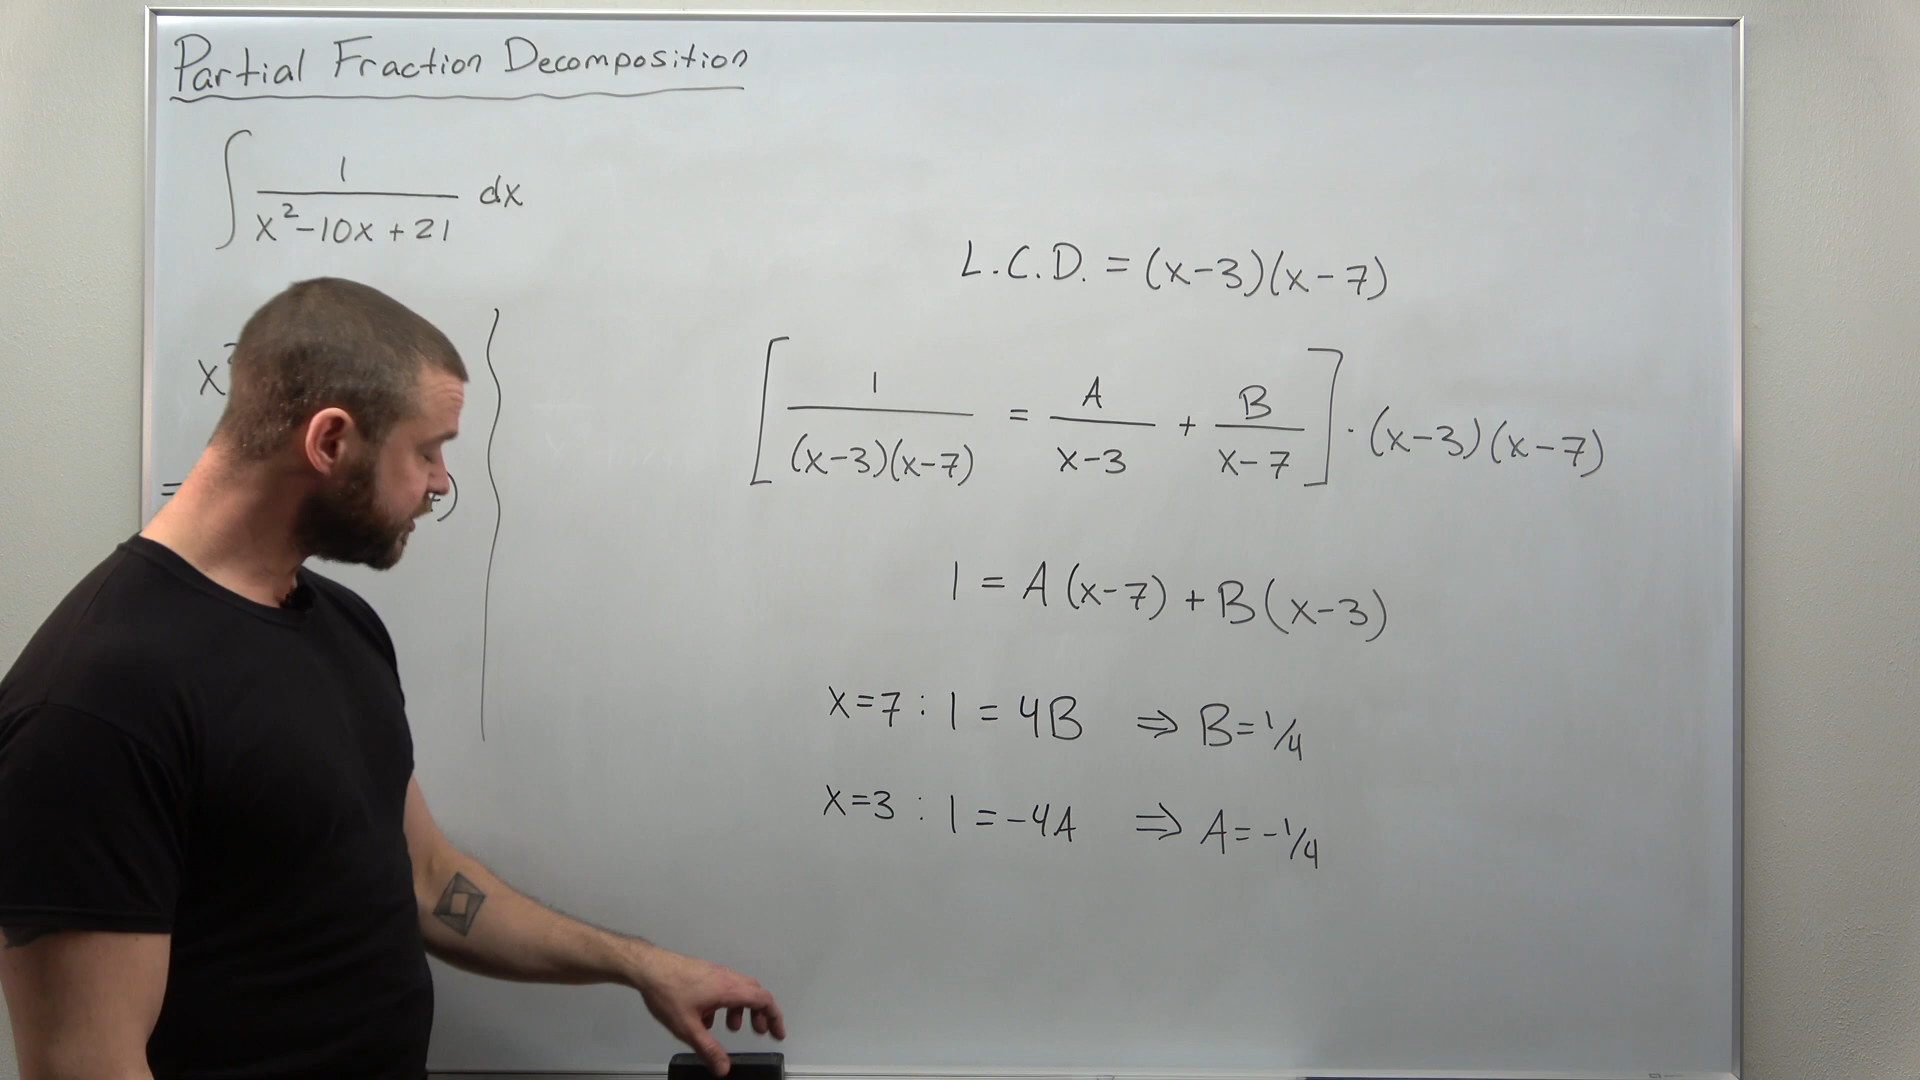 Partial Fraction Decomposition
∫ 1/(x²-10x+21) dx
L.C.D. = (x-3)(x-7)
[ 1/((x-3)(x-7)) = A/(x-3) + B/(x-7) ] · (x-3)(x-7)
1 = A(x-7) + B(x-3)
x=7 : 1 = 4B ⇒ B=1/4
x=3 : 1 = -4A ⇒ A=-1/4